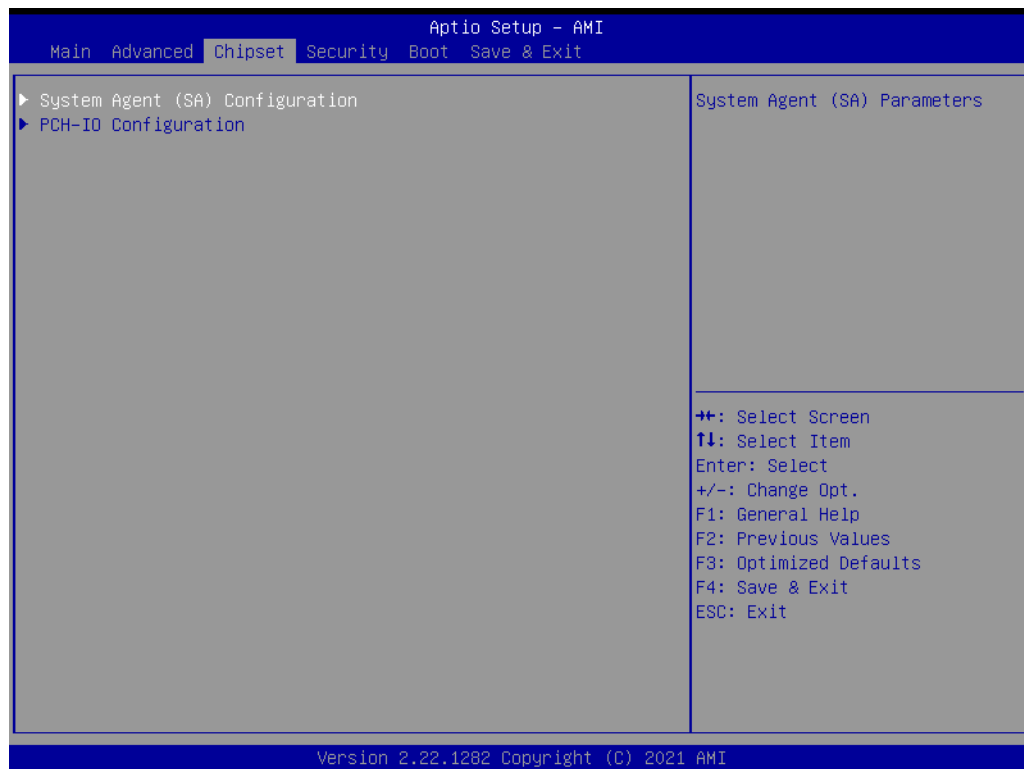 Aptio Setup – AMI
Main Advanced Chipset Security Boot Save & Exit
▶ System Agent (SA) Configuration
▶ PCH-IO Configuration
System Agent (SA) Parameters
→←: Select Screen
↑↓: Select Item
Enter: Select
+/-: Change Opt.
F1: General Help
F2: Previous Values
F3: Optimized Defaults
F4: Save & Exit
ESC: Exit
Version 2.22.1282 Copyright (C) 2021 AMI